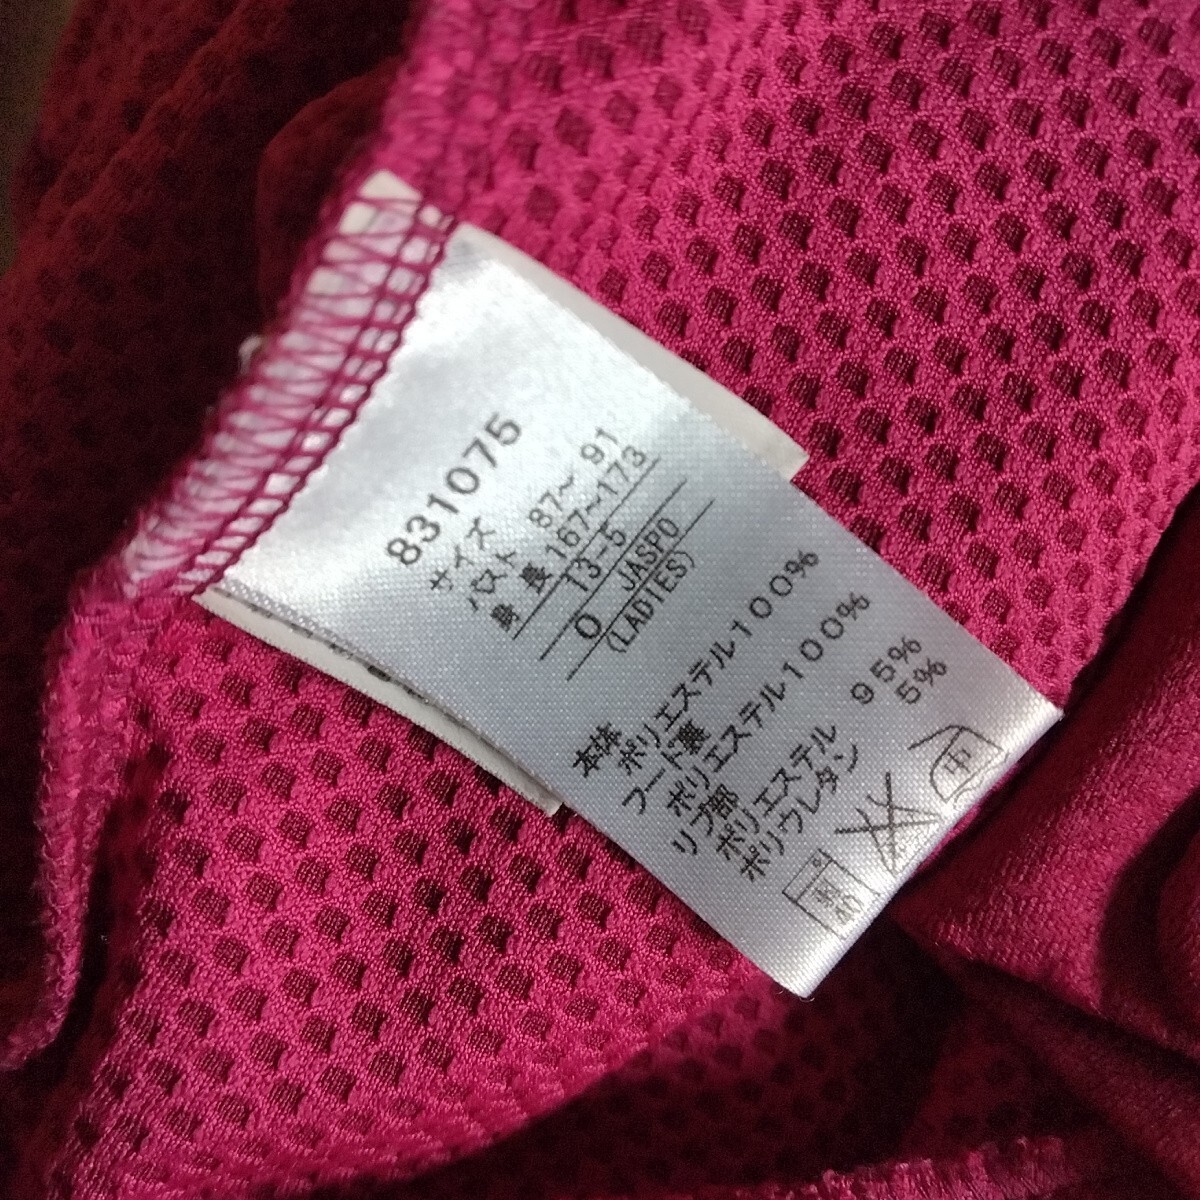 831075
サイズ
バスト 87～91
身長 167～173
13-5
O JASPO
(LADIES)
本体
ポリエステル100%
フード裏
ポリエステル100%
リブ部
ポリエステル 95%
ポリウレタン 5%
中
40